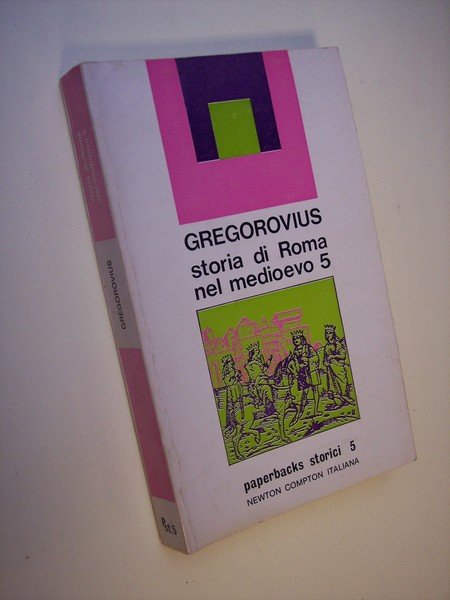 GREGOROVIUS
storia di Roma
nel medioevo 5
paperbacks storici 5
NEWTON COMPTON ITALIANA
GREGOROVIUS